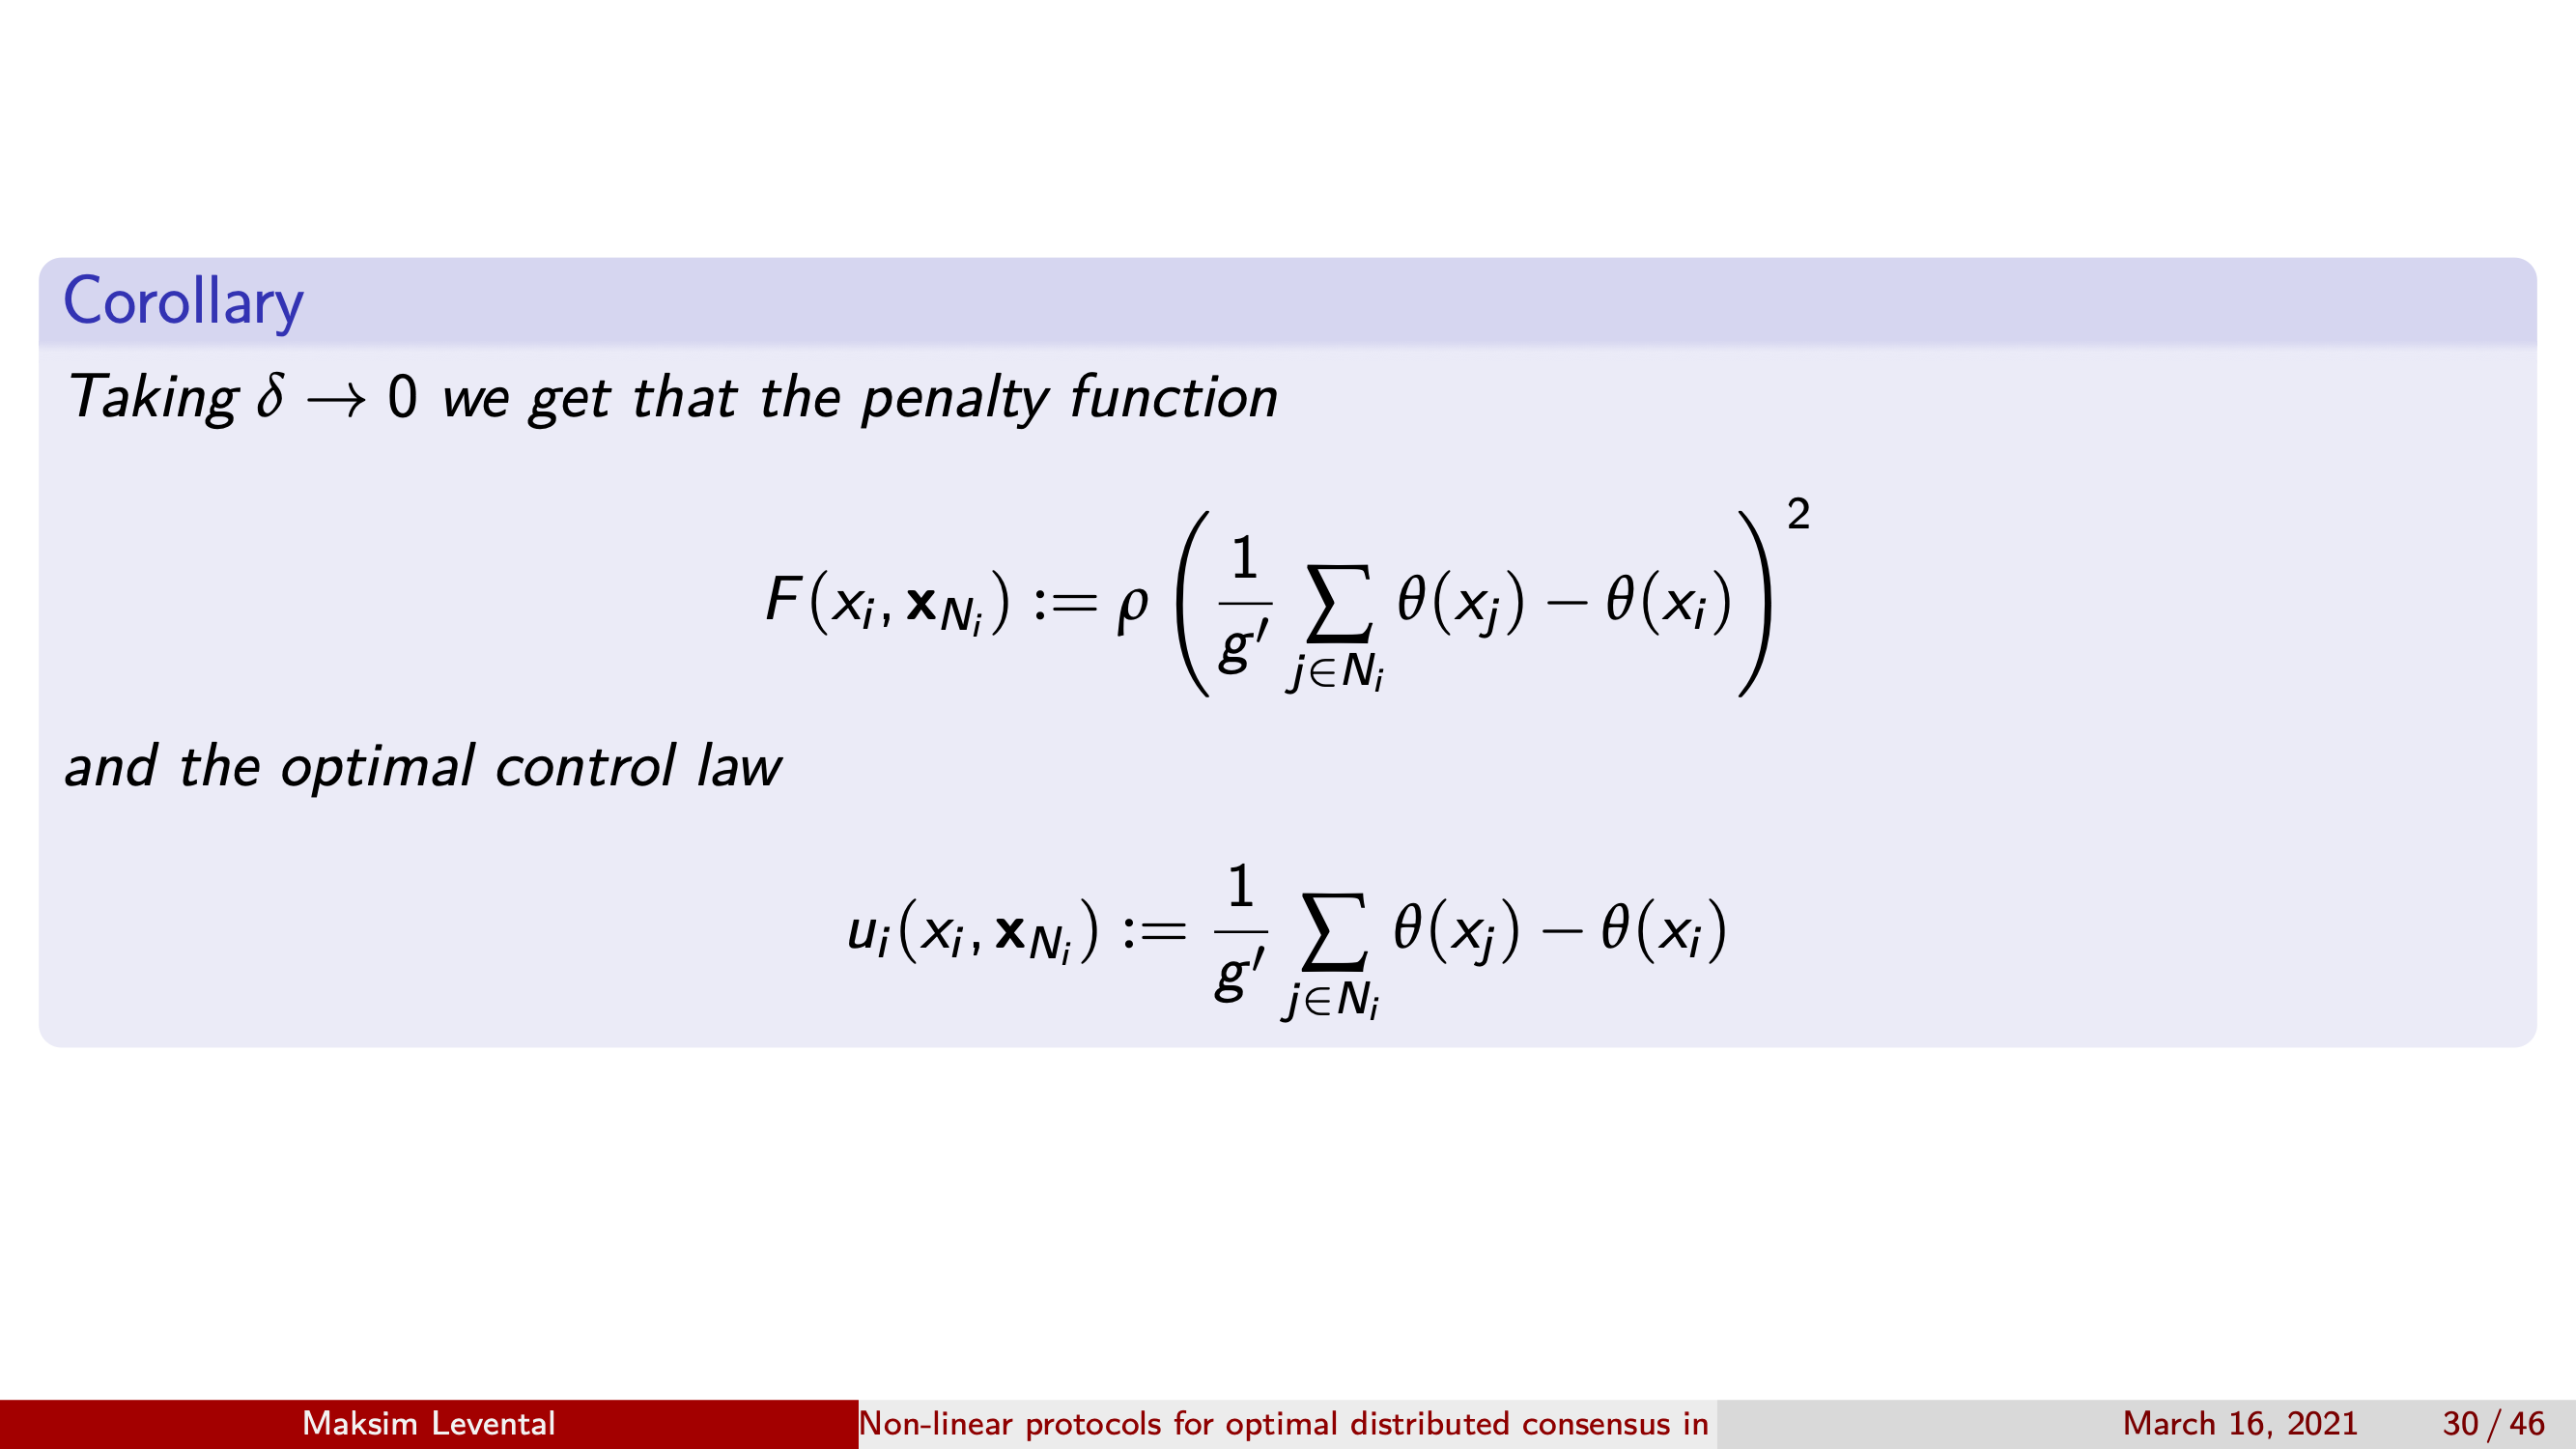 Corollary
Taking δ → 0 we get that the penalty function
F(x_i, 𝐱_{N_i}) := ρ ( \frac{1}{g′} ∑_{j∈N_i} θ(x_j) − θ(x_i) )^2
and the optimal control law
u_i(x_i, 𝐱_{N_i}) := \frac{1}{g′} ∑_{j∈N_i} θ(x_j) − θ(x_i)
Maksim Levental Non-linear protocols for optimal distributed consensus in March 16, 2021 30 / 46